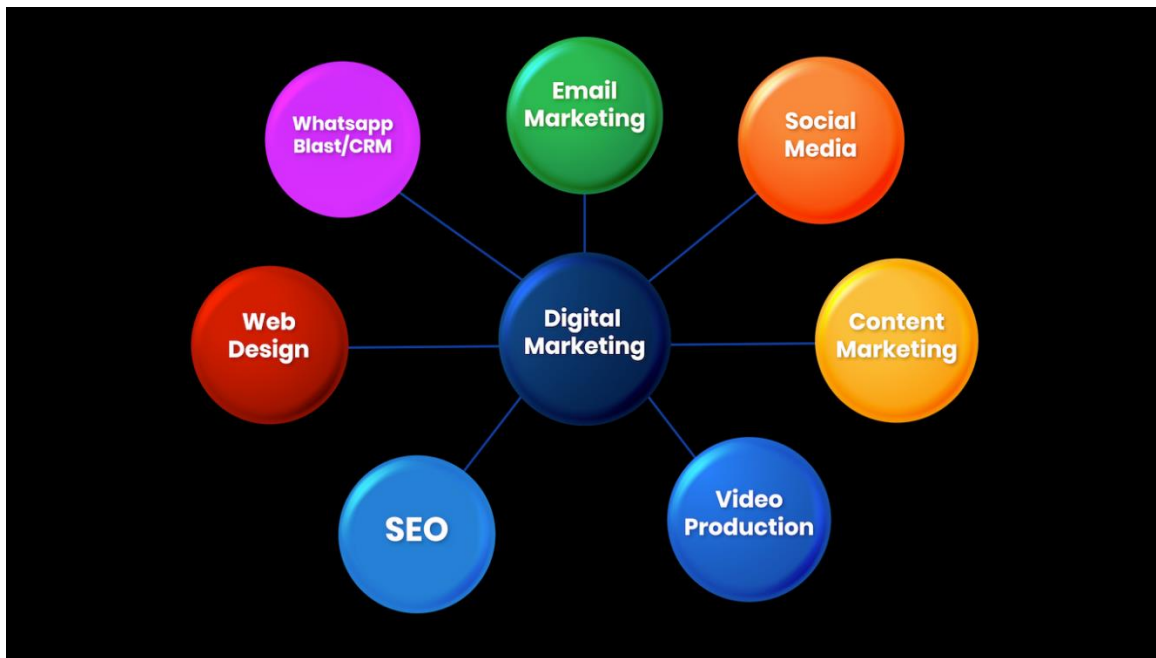 Email
Marketing
Social
Media
Whatsapp
Blast/CRM
Web
Design
Digital
Marketing
Content
Marketing
SEO
Video
Production